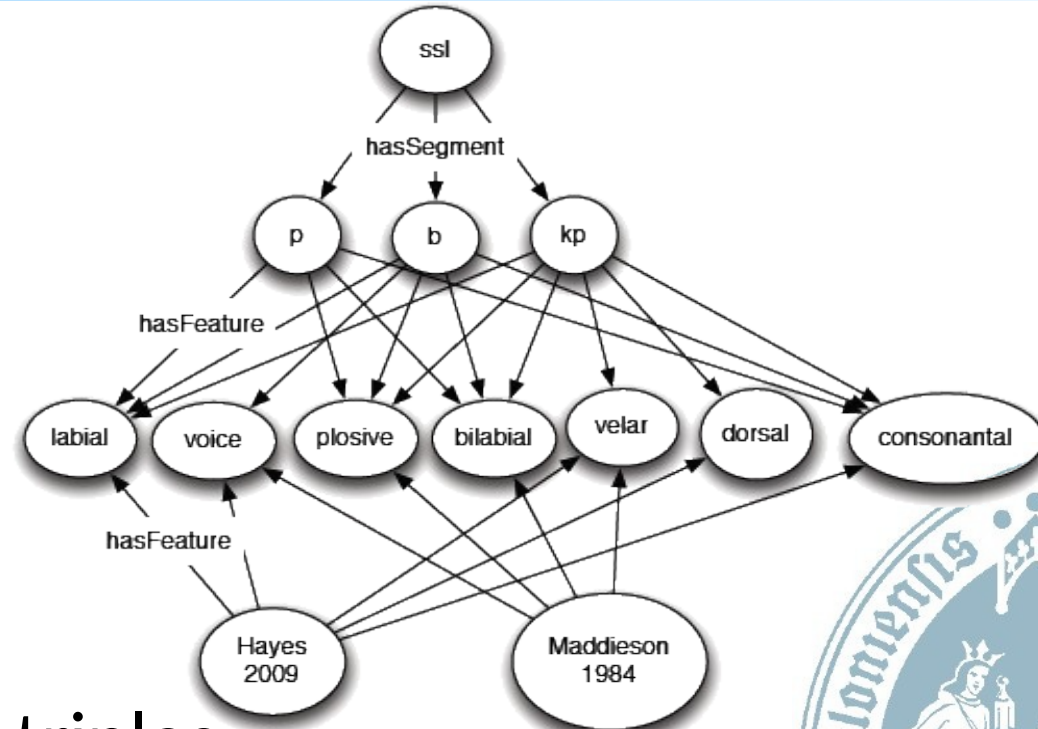 ssl
hasSegment
p
b
kp
hasFeature
labial
voice
plosive
bilabial
velar
dorsal
consonantal
hasFeature
Hayes
2009
Maddieson
1984